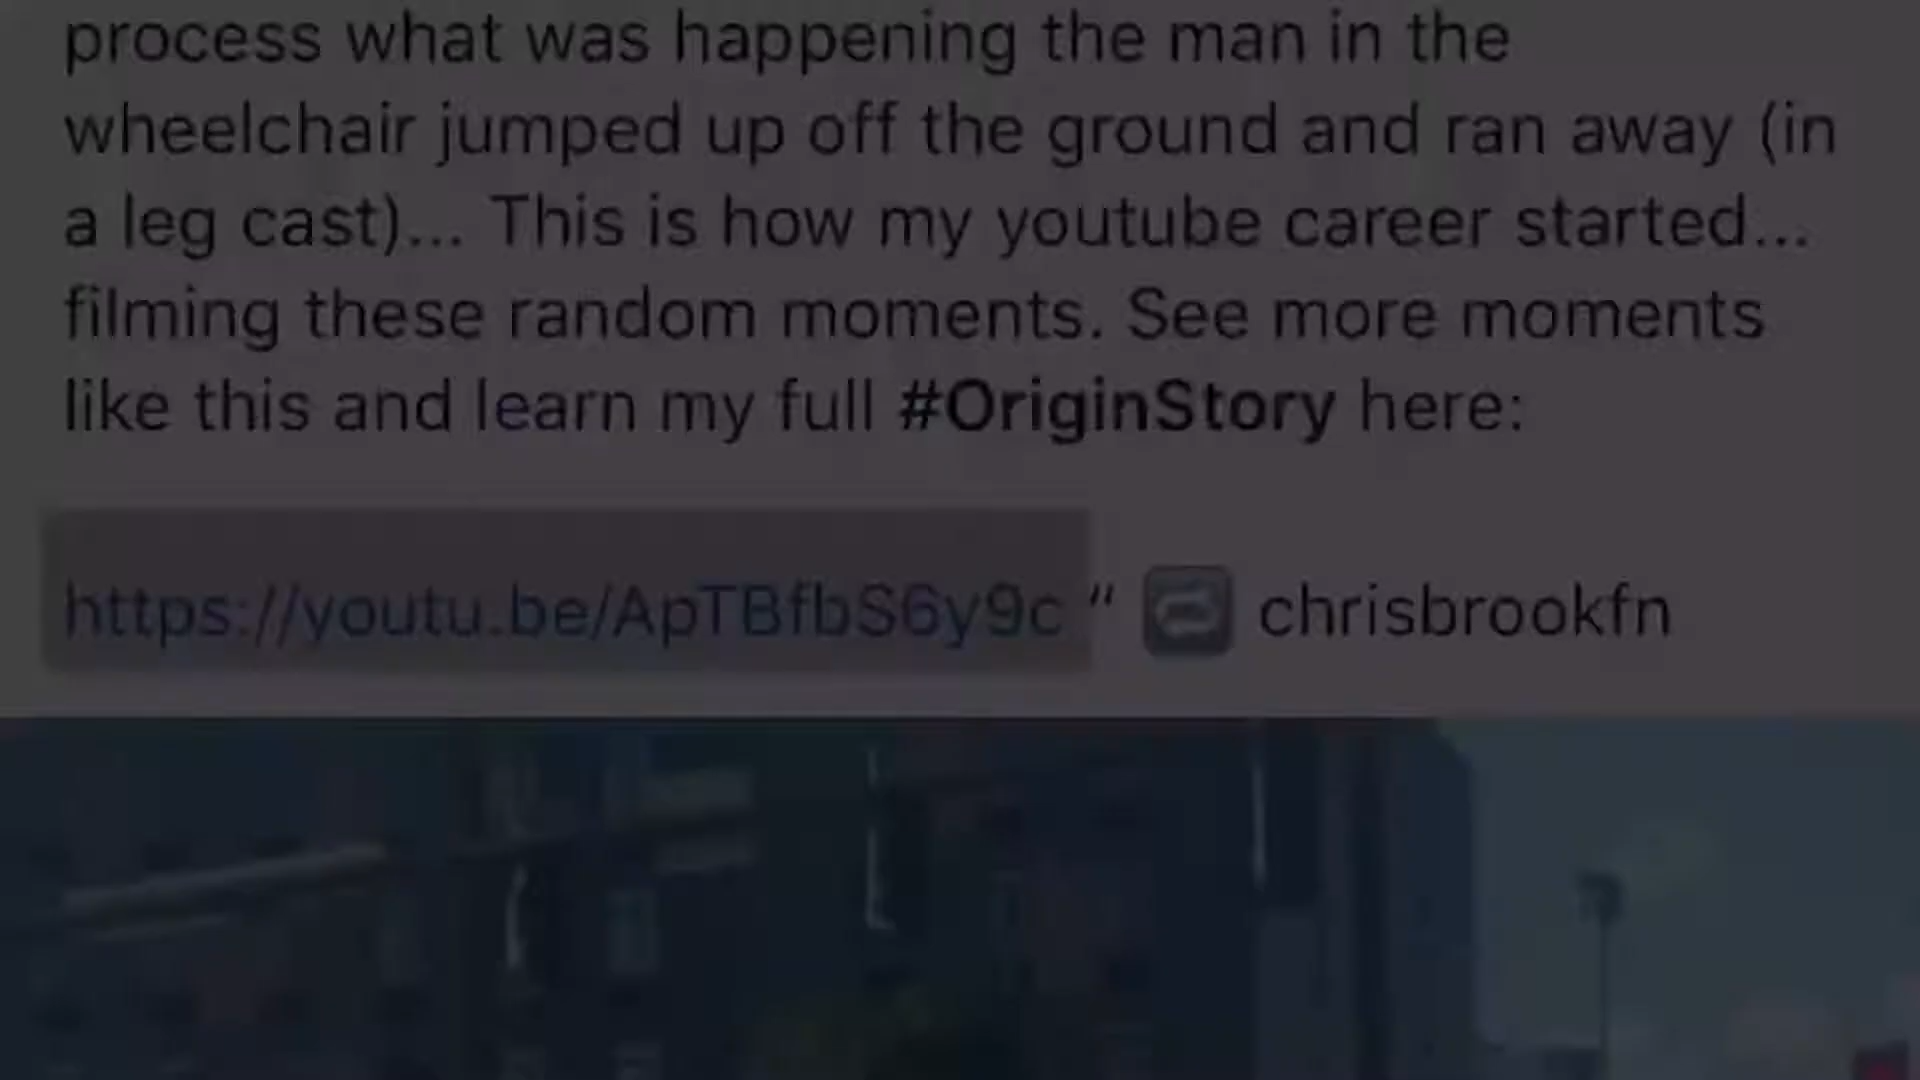 process what was happening the man in the
wheelchair jumped up off the ground and ran away (in
a leg cast)... This is how my youtube career started...
filming these random moments. See more moments
like this and learn my full #OriginStory here:
https://youtu.be/ApTBfbS6y9c “ chrisbrookfn